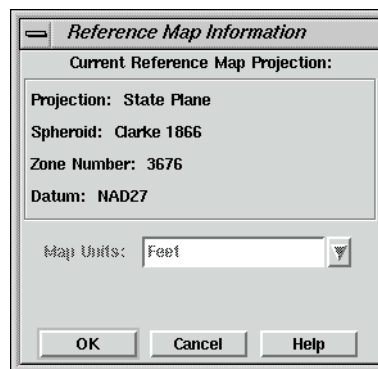 Reference Map Information
Current Reference Map Projection:
Projection: State Plane
Spheroid: Clarke 1866
Zone Number: 3676
Datum: NAD27
Map Units: Feet
OK Cancel Help